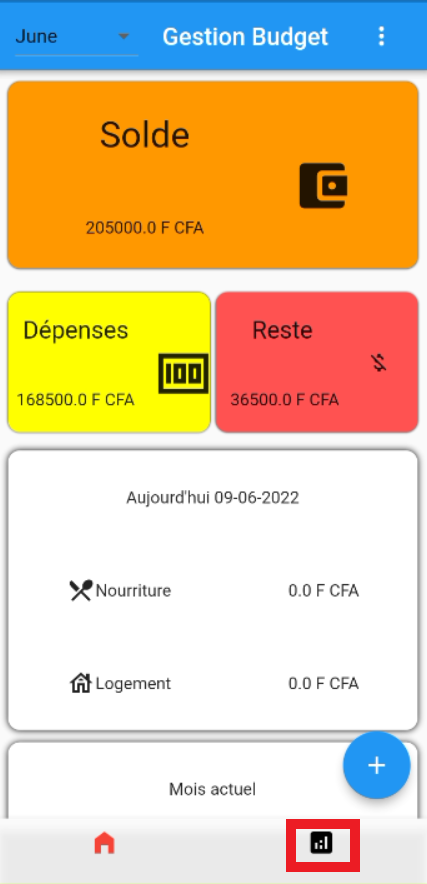 June Gestion Budget
Solde
205000.0 F CFA
Dépenses
100
168500.0 F CFA
Reste
36500.0 F CFA
Aujourd'hui 09-06-2022
Nourriture 0.0 F CFA
Logement 0.0 F CFA
Mois actuel